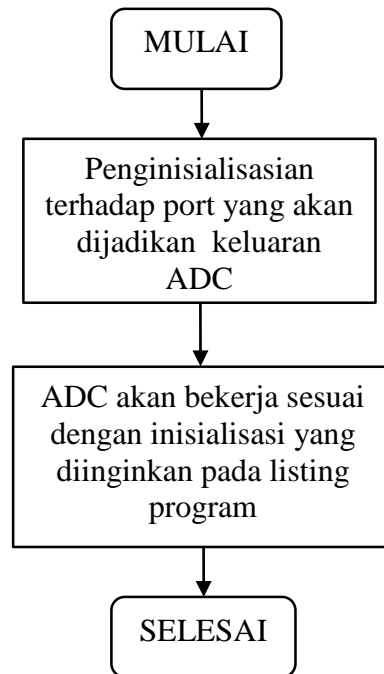 MULAI
Penginisialisasian
terhadap port yang akan
dijadikan keluaran
ADC
ADC akan bekerja sesuai
dengan inisialisasi yang
diinginkan pada listing
program
SELESAI